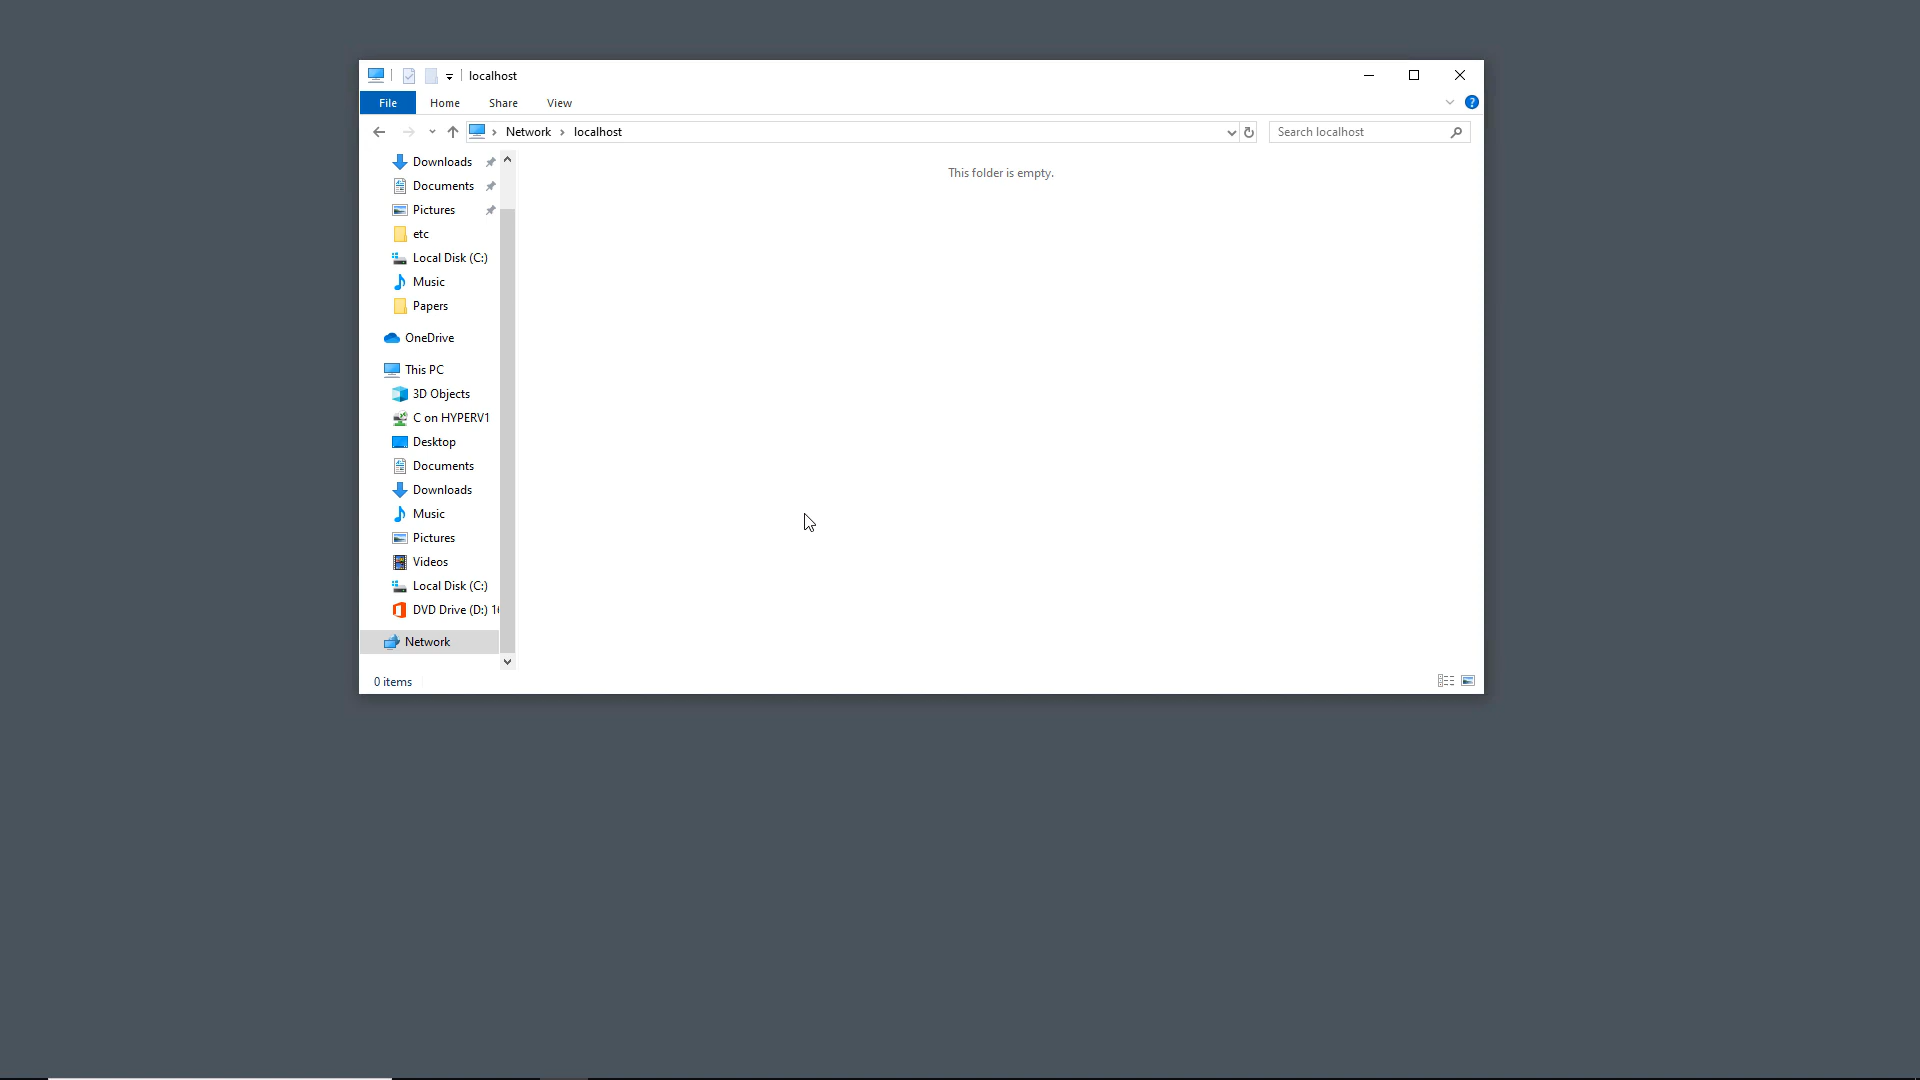 localhost
File Home Share View
Network localhost
Search localhost
Downloads
Documents
Pictures
etc
Local Disk (C:)
Music
Papers
OneDrive
This PC
3D Objects
C on HYPERV1
Desktop
Documents
Downloads
Music
Pictures
Videos
Local Disk (C:)
DVD Drive (D:)
Network
This folder is empty.
0 items